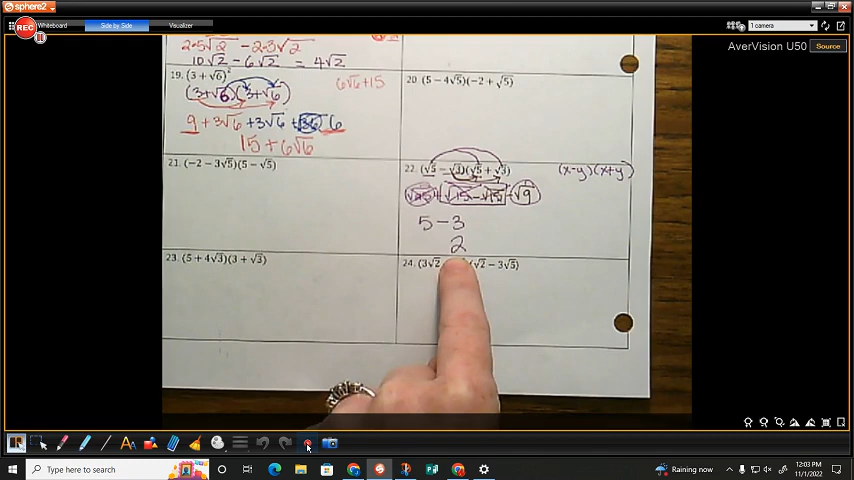 sphere2
REC
Whiteboard
Side by Side
Visualizer
1 camera
AverVision U50
Source
2·5√2 − 2·3√2
10√2 − 6√2 = 4√2
19. (3 + √6)²
(3+√6)(3+√6)
6√6+15
9 + 3√6 + 3√6 + √36 6
15 + 6√6
20. (5 − 4√5)(−2 + √5)
21. (−2 − 3√5)(5 − √5)
22. (√5 − √3)(√5 + √3)
(x−y)(x+y)
√25 + √15 − √15 − √9
5 − 3
2
23. (5 + 4√3)(3 + √3)
24. (3√2 (√2 − 3√5)
Type here to search
Raining now
12:03 PM
11/1/2022